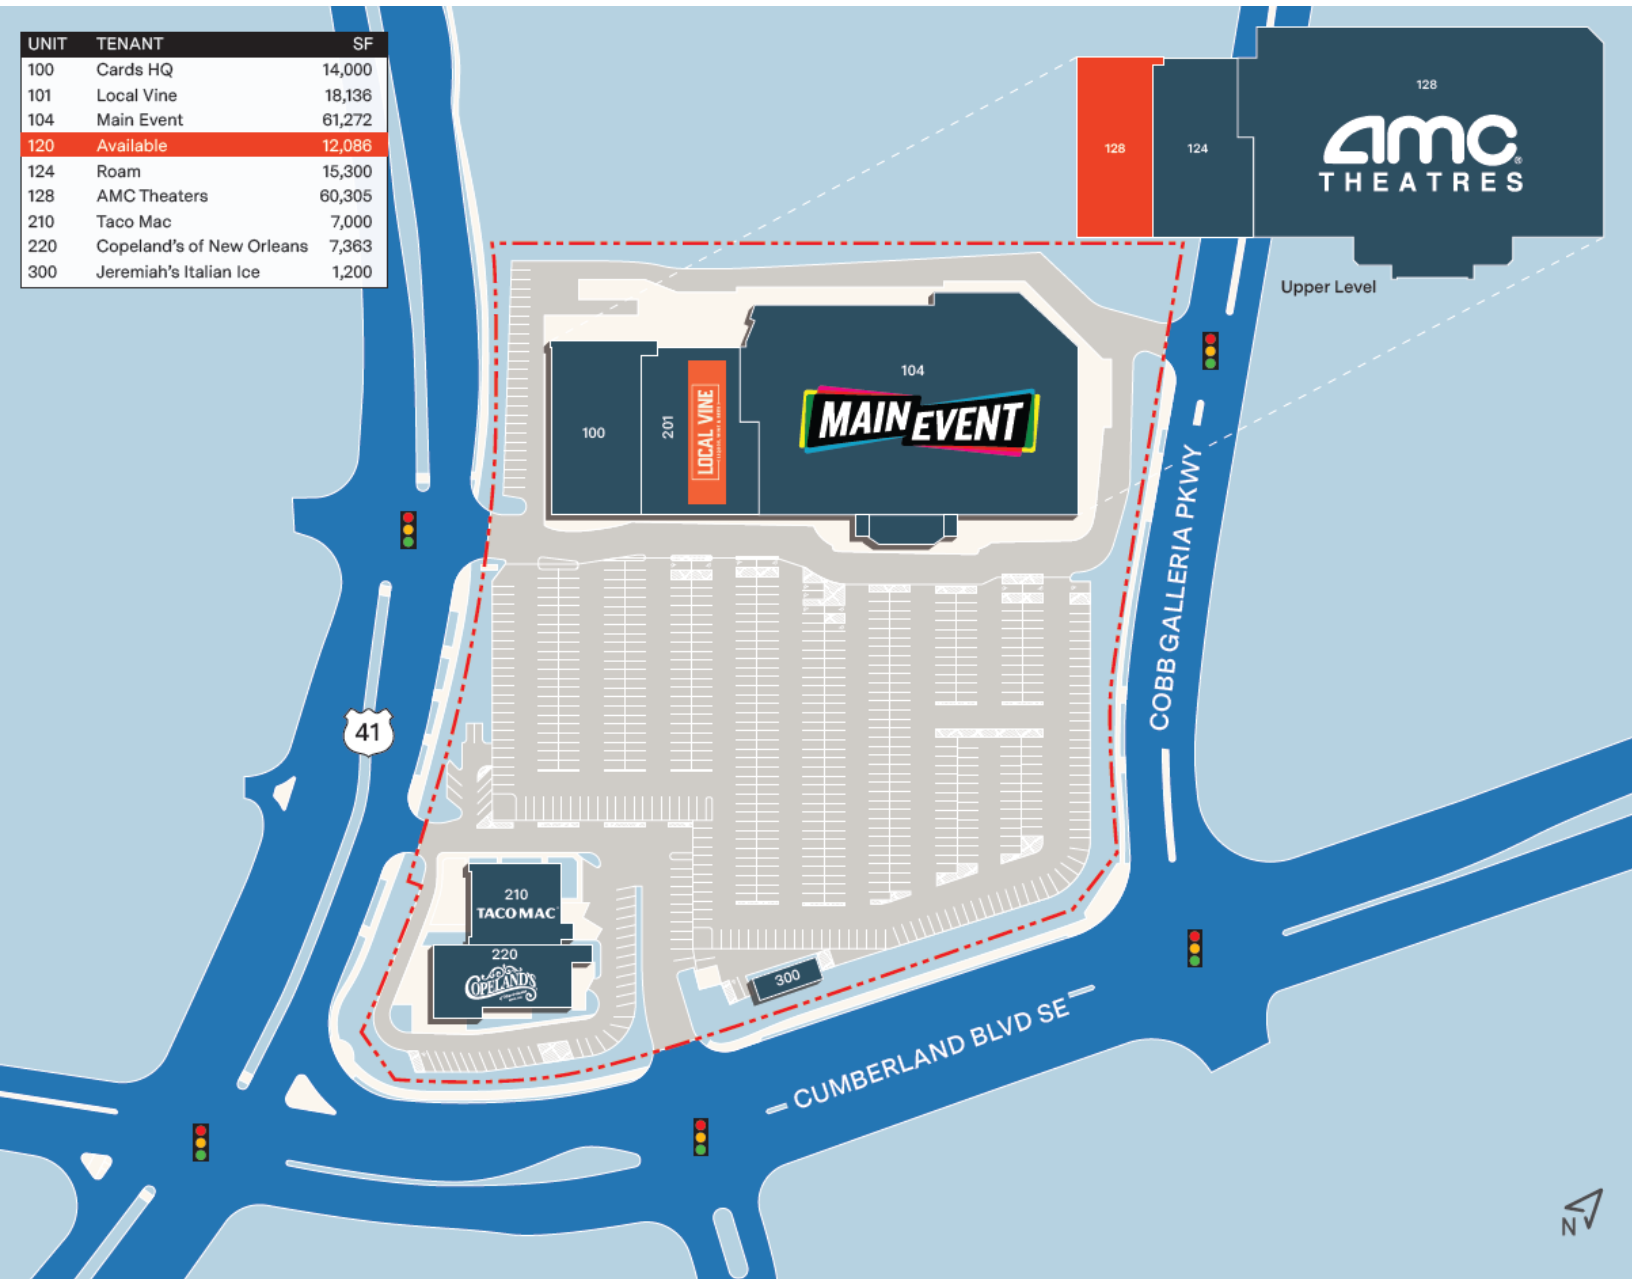 UNIT TENANT SF
100 Cards HQ 14,000
101 Local Vine 18,136
104 Main Event 61,272
120 Available 12,086
124 Roam 15,300
128 AMC Theaters 60,305
210 Taco Mac 7,000
220 Copeland's of New Orleans 7,363
300 Jeremiah's Italian Ice 1,200
128
124
128
amc
THEATRES
Upper Level
100
201
LOCAL VINE
104
MAIN EVENT
COBB GALLERIA PKWY
41
210
TACO MAC
220
COPELAND'S
300
CUMBERLAND BLVD SE
N